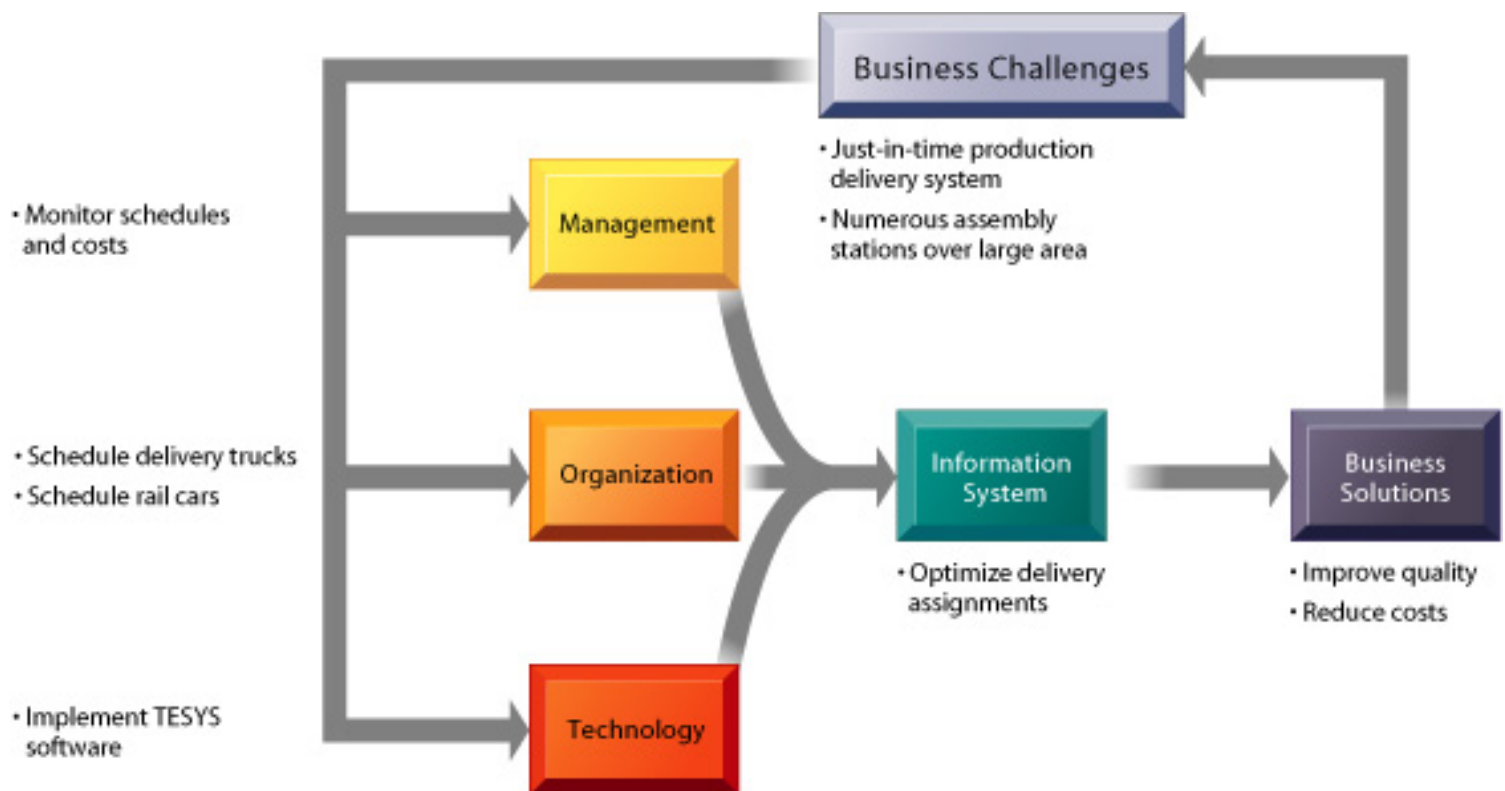 Business Challenges
• Just-in-time production
delivery system
• Numerous assembly
stations over large area
• Monitor schedules
and costs
Management
• Schedule delivery trucks
• Schedule rail cars
Organization
Information
System
• Optimize delivery
assignments
Business
Solutions
• Improve quality
• Reduce costs
• Implement TESYS
software
Technology